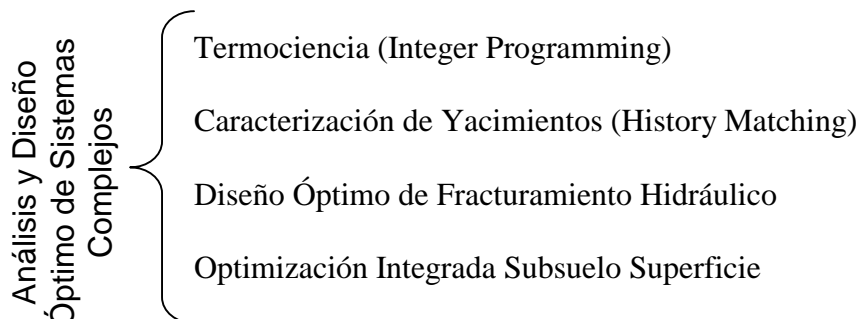 Análisis y Diseño
Óptimo de Sistemas
Complejos
Termociencia (Integer Programming)
Caracterización de Yacimientos (History Matching)
Diseño Óptimo de Fracturamiento Hidráulico
Optimización Integrada Subsuelo Superficie